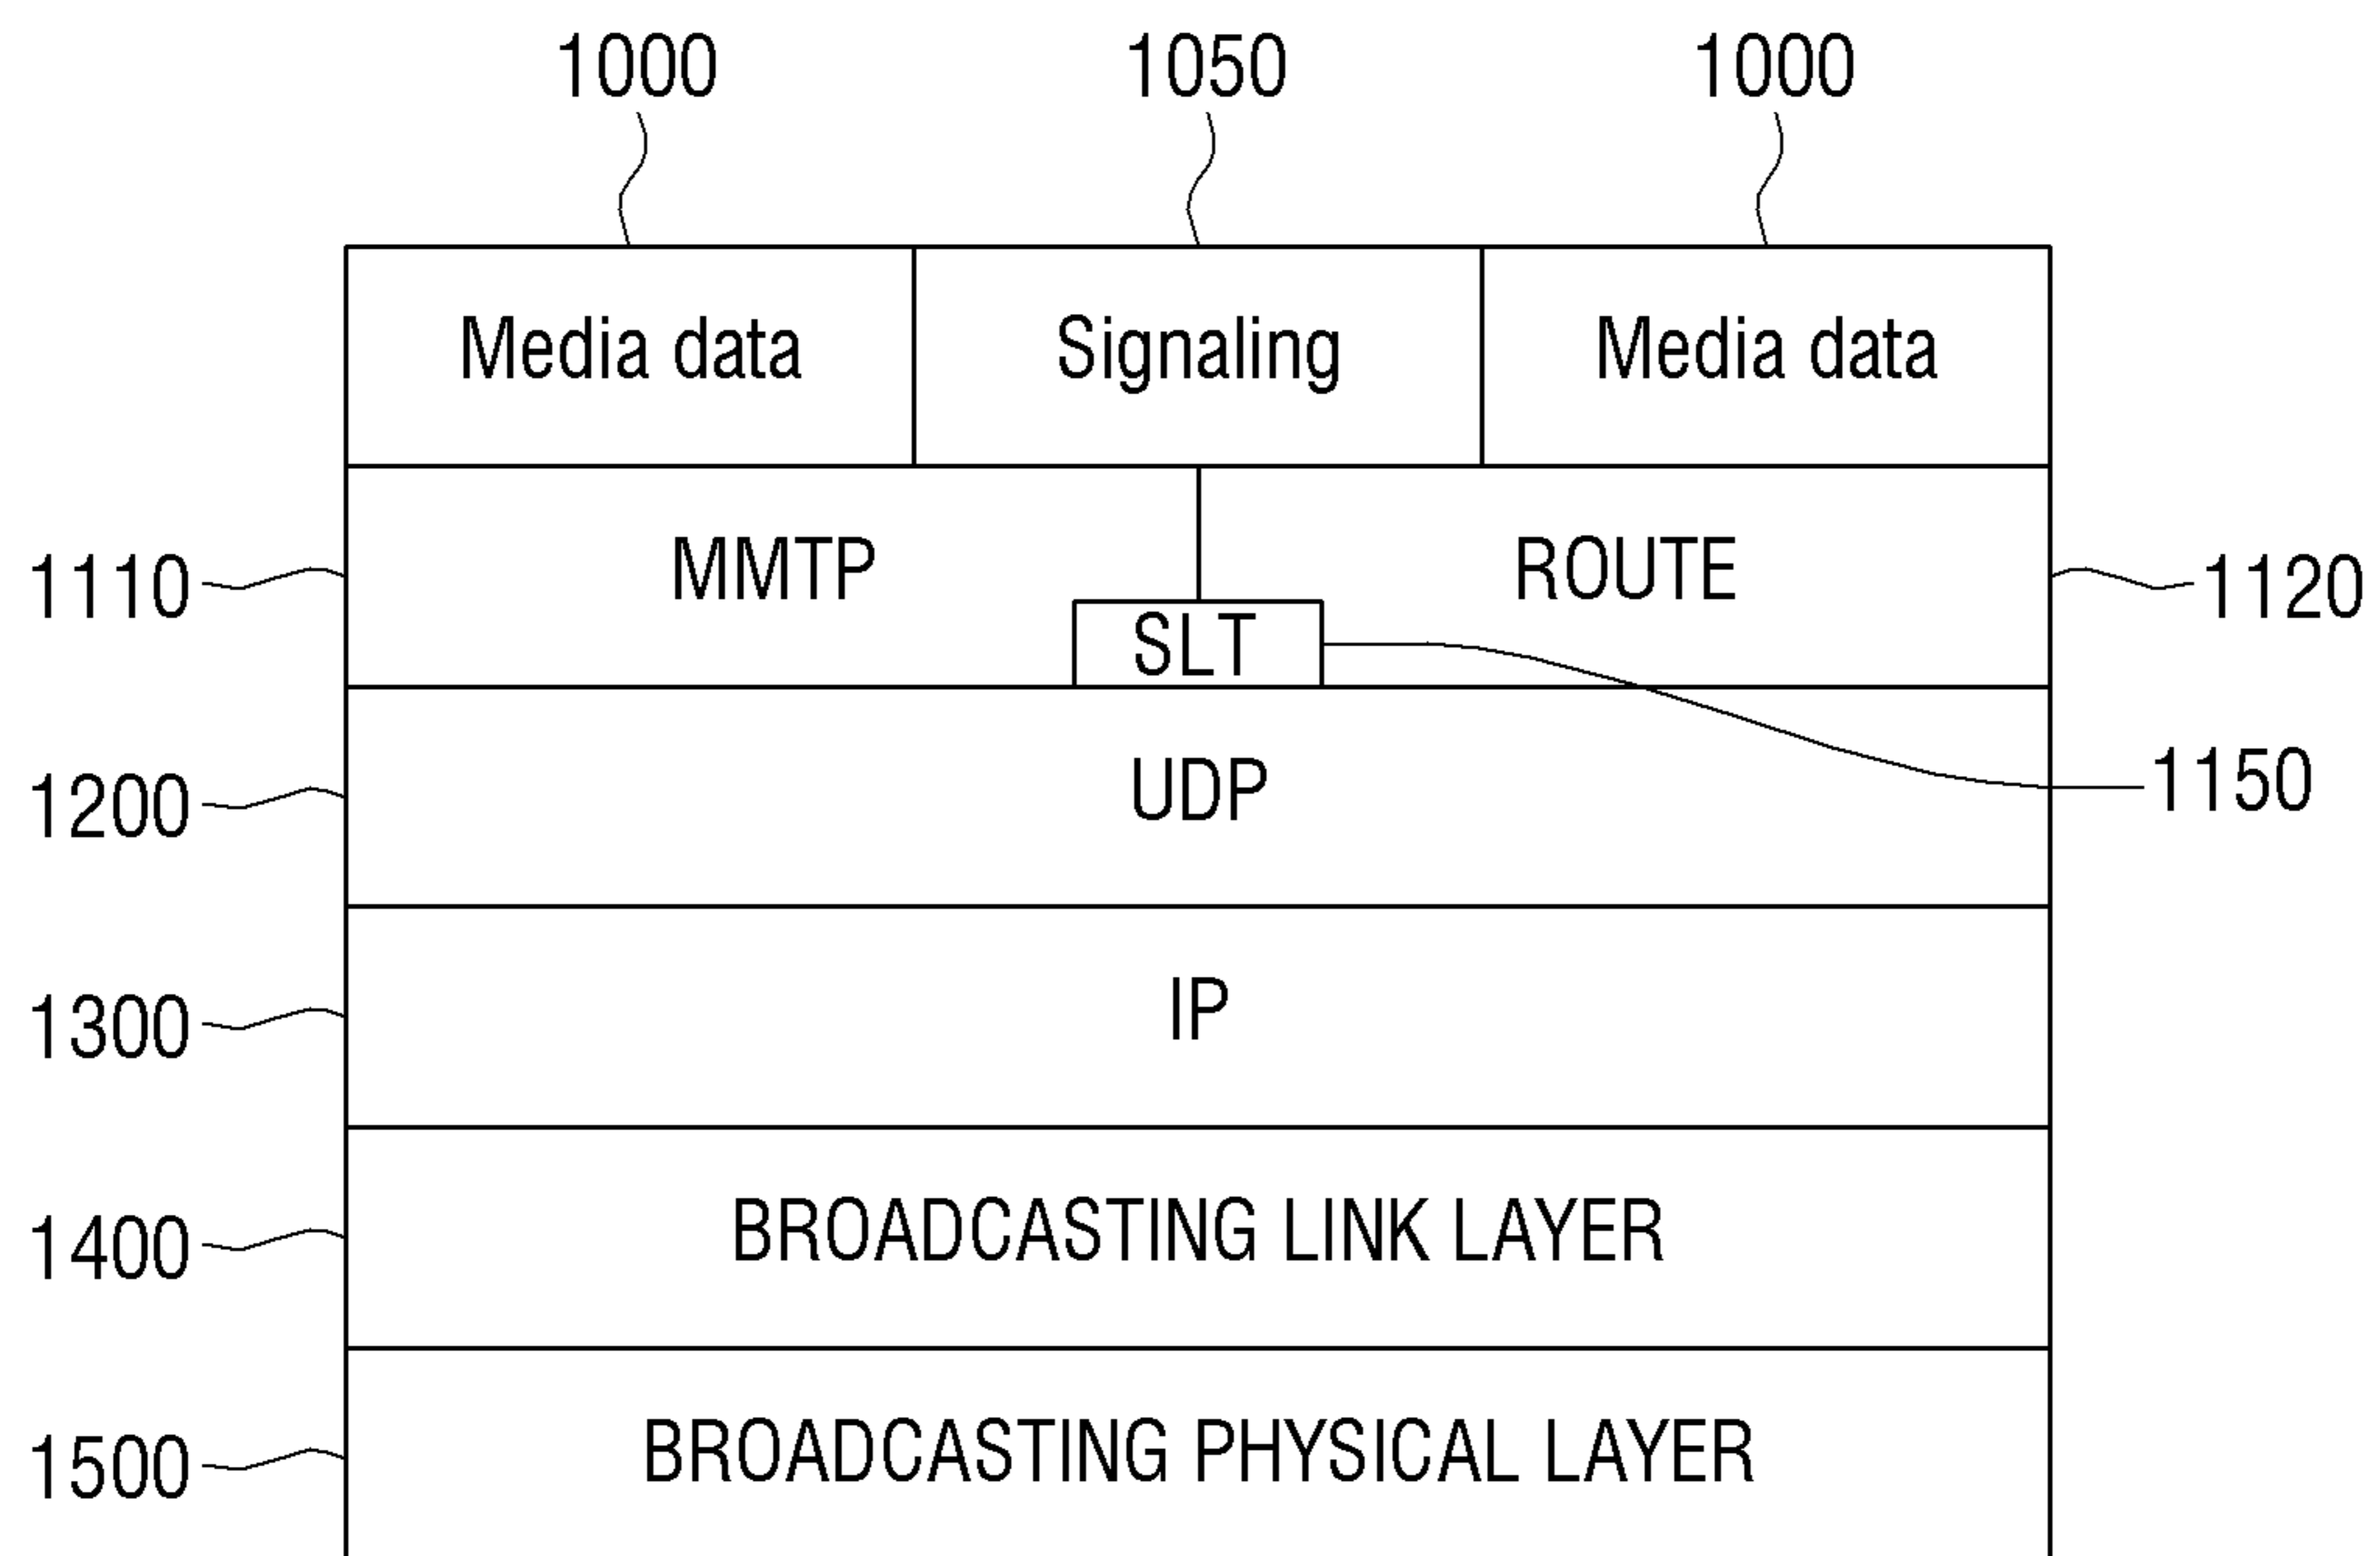 1000 1050 1000
Media data Signaling Media data
MMTP ROUTE
1110 1120
SLT
UDP
1200 1150
IP
1300
BROADCASTING LINK LAYER
1400
BROADCASTING PHYSICAL LAYER
1500